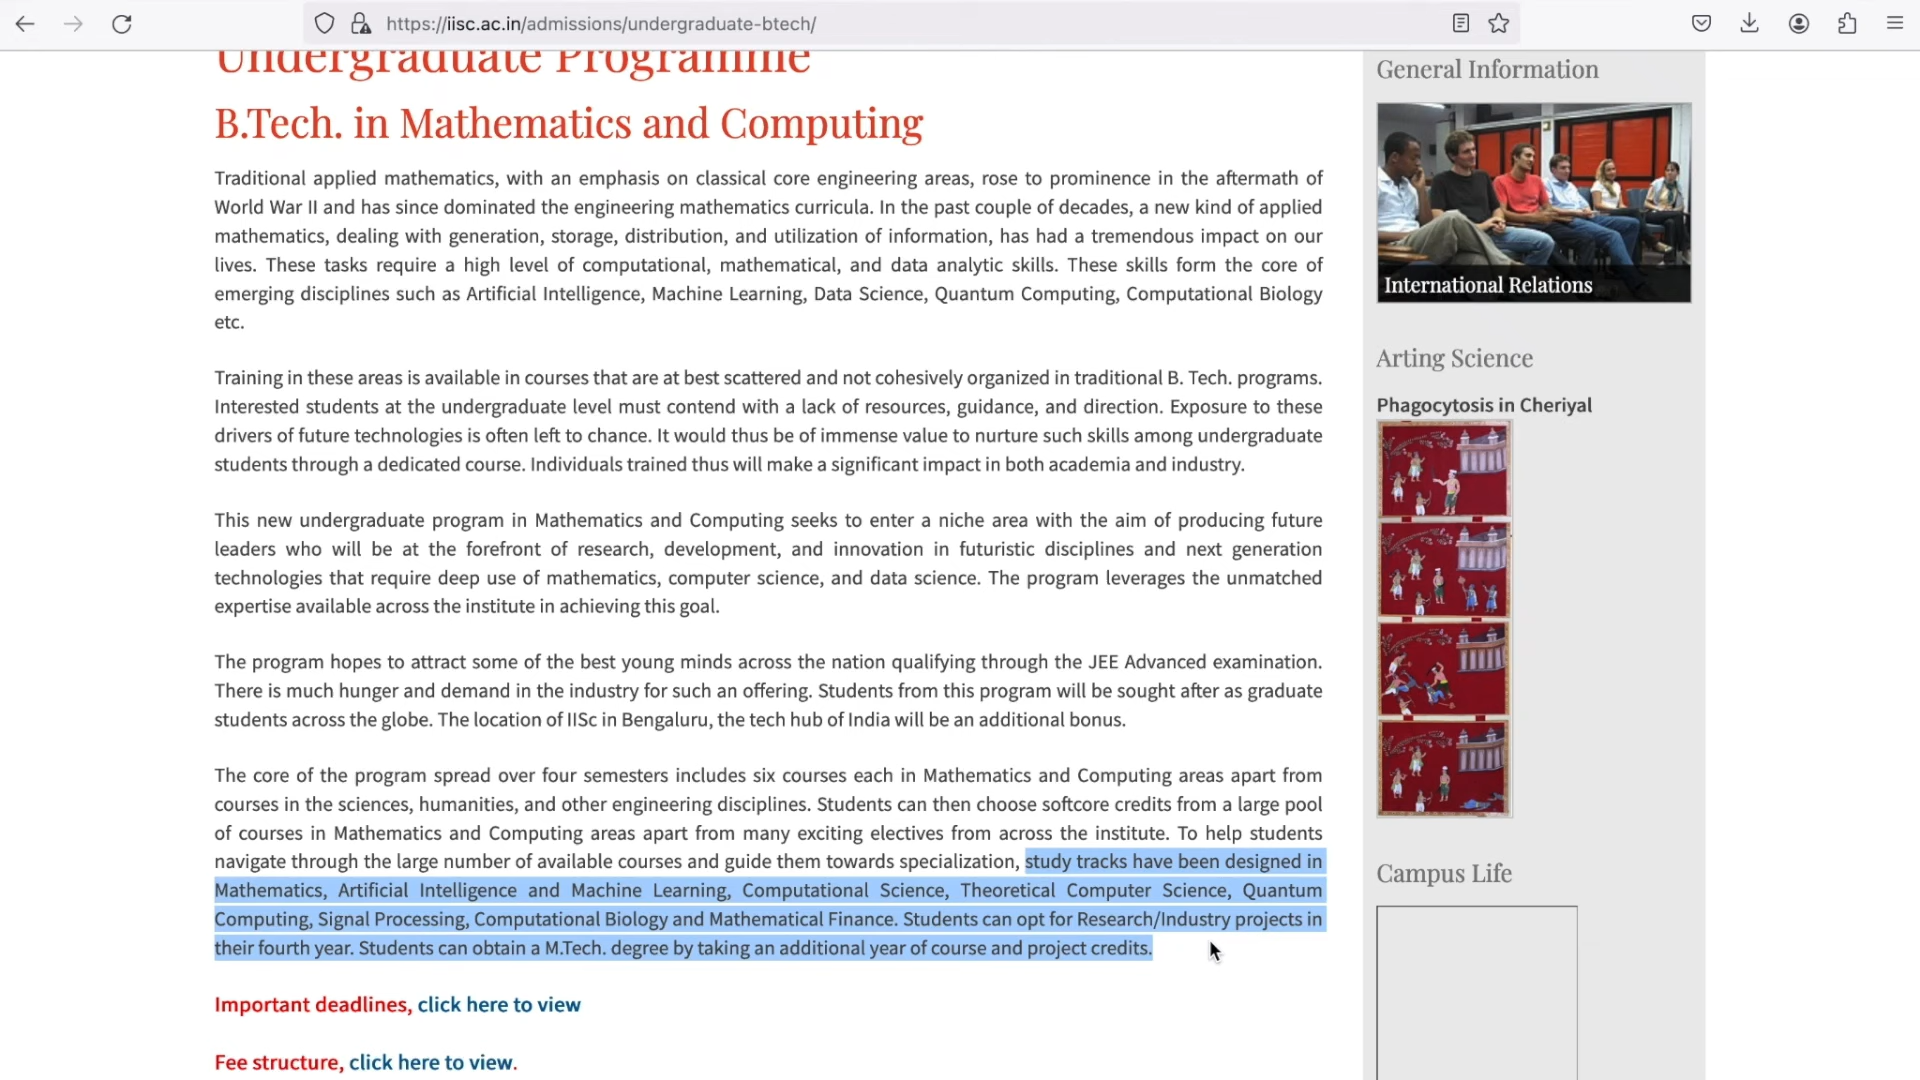 https://iisc.ac.in/admissions/undergraduate-btech/
Undergraduate Programme
B.Tech. in Mathematics and Computing
Traditional applied mathematics, with an emphasis on classical core engineering areas, rose to prominence in the aftermath of
World War II and has since dominated the engineering mathematics curricula. In the past couple of decades, a new kind of applied
mathematics, dealing with generation, storage, distribution, and utilization of information, has had a tremendous impact on our
lives. These tasks require a high level of computational, mathematical, and data analytic skills. These skills form the core of
emerging disciplines such as Artificial Intelligence, Machine Learning, Data Science, Quantum Computing, Computational Biology
etc.
Training in these areas is available in courses that are at best scattered and not cohesively organized in traditional B. Tech. programs.
Interested students at the undergraduate level must contend with a lack of resources, guidance, and direction. Exposure to these
drivers of future technologies is often left to chance. It would thus be of immense value to nurture such skills among undergraduate
students through a dedicated course. Individuals trained thus will make a significant impact in both academia and industry.
This new undergraduate program in Mathematics and Computing seeks to enter a niche area with the aim of producing future
leaders who will be at the forefront of research, development, and innovation in futuristic disciplines and next generation
technologies that require deep use of mathematics, computer science, and data science. The program leverages the unmatched
expertise available across the institute in achieving this goal.
The program hopes to attract some of the best young minds across the nation qualifying through the JEE Advanced examination.
There is much hunger and demand in the industry for such an offering. Students from this program will be sought after as graduate
students across the globe. The location of IISc in Bengaluru, the tech hub of India will be an additional bonus.
The core of the program spread over four semesters includes six courses each in Mathematics and Computing areas apart from
courses in the sciences, humanities, and other engineering disciplines. Students can then choose softcore credits from a large pool
of courses in Mathematics and Computing areas apart from many exciting electives from across the institute. To help students
navigate through the large number of available courses and guide them towards specialization, study tracks have been designed in
Mathematics, Artificial Intelligence and Machine Learning, Computational Science, Theoretical Computer Science, Quantum
Computing, Signal Processing, Computational Biology and Mathematical Finance. Students can opt for Research/Industry projects in
their fourth year. Students can obtain a M.Tech. degree by taking an additional year of course and project credits.
Important deadlines, click here to view
Fee structure, click here to view.
General Information
International Relations
Arting Science
Phagocytosis in Cheriyal
Campus Life